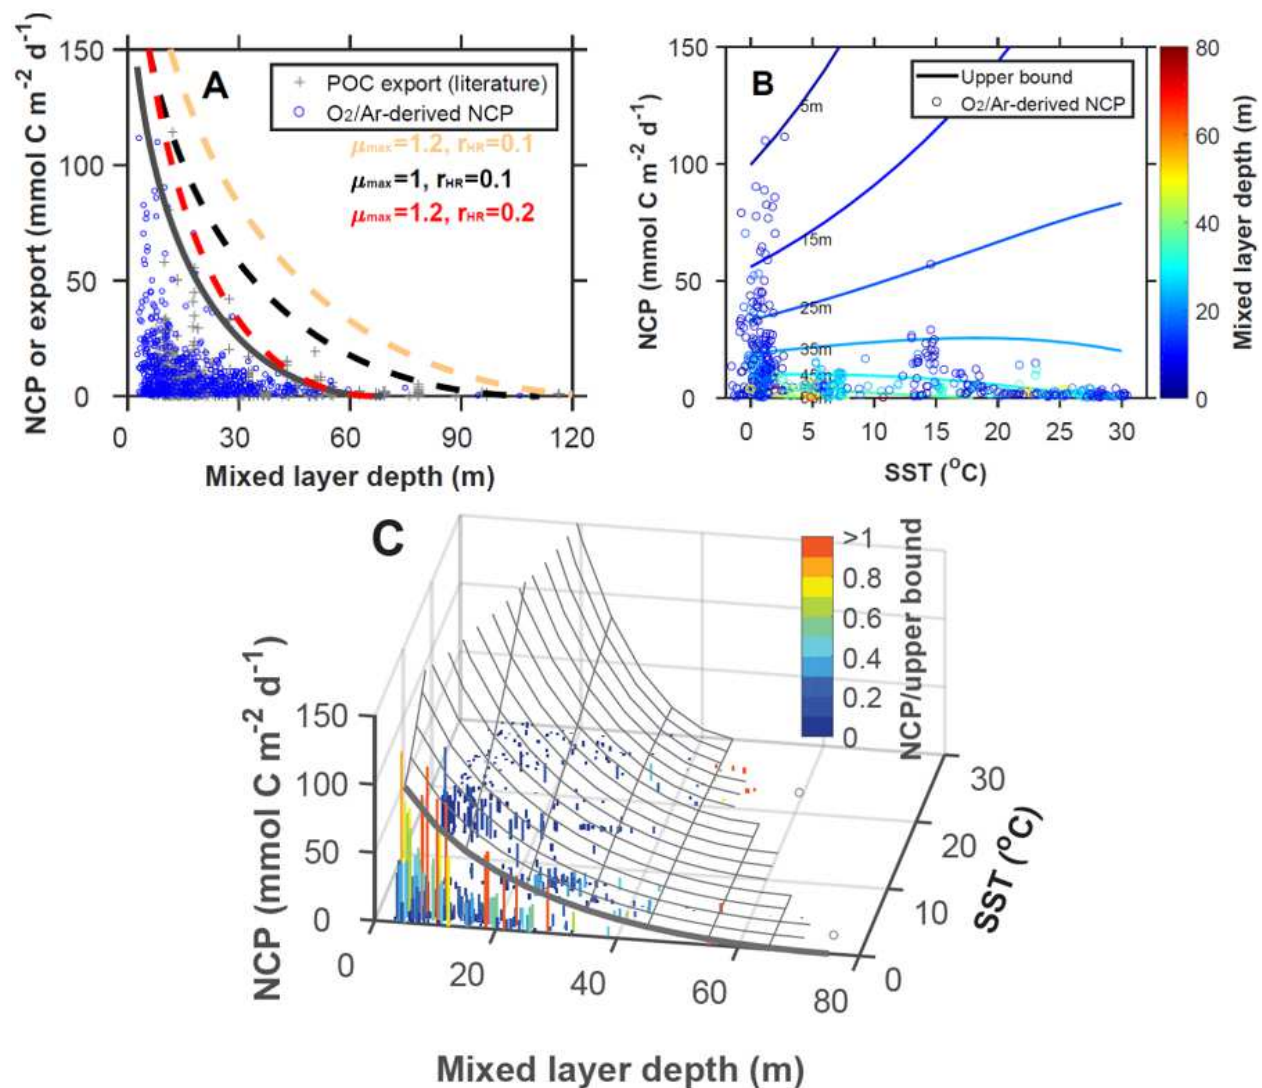 A
NCP or export (mmol C m⁻² d⁻¹)
150
100
50
0
+ POC export (literature)
O₂/Ar-derived NCP
μmax=1.2, rHR=0.1
μmax=1, rHR=0.1
μmax=1.2, rHR=0.2
0 30 60 90 120
Mixed layer depth (m)
B
NCP (mmol C m⁻² d⁻¹)
150
100
50
0
Upper bound
O₂/Ar-derived NCP
5m
15m
25m
35m
45m
0 5 10 15 20 25 30
SST (°C)
80
60
40
20
0
Mixed layer depth (m)
C
NCP (mmol C m⁻² d⁻¹)
150
100
50
0
0 20 40 60 80
Mixed layer depth (m)
30
20
10
0
SST (°C)
>1
0.8
0.6
0.4
0.2
0
NCP/upper bound